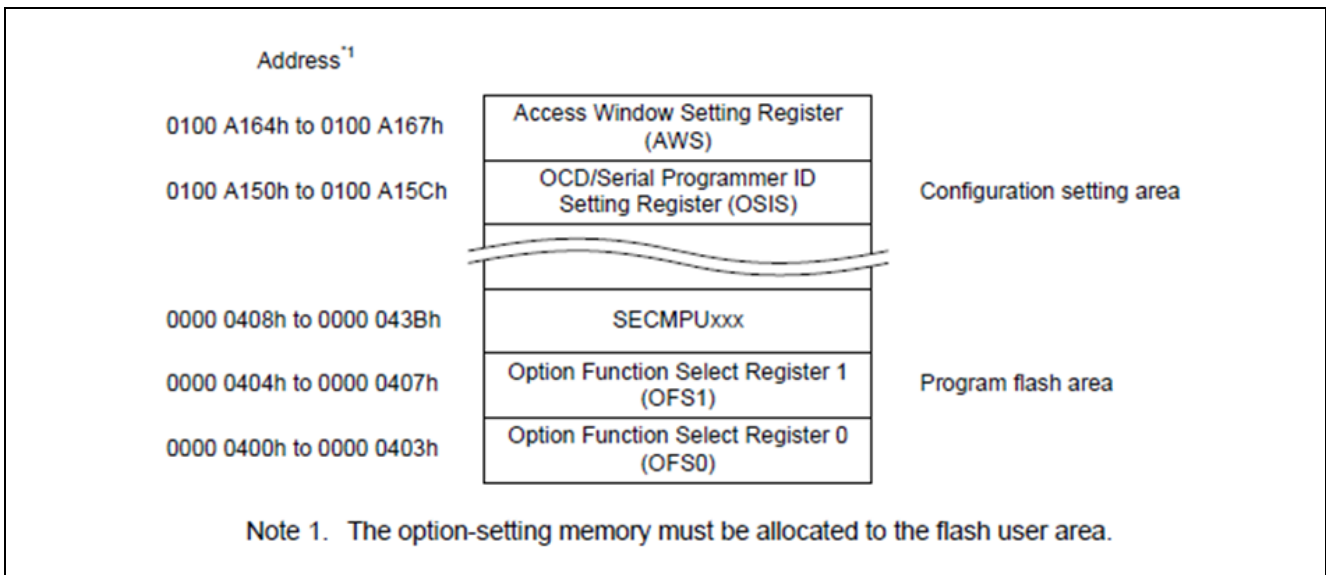 Address*1
0100 A164h to 0100 A167h
Access Window Setting Register
(AWS)
0100 A150h to 0100 A15Ch
OCD/Serial Programmer ID
Setting Register (OSIS)
Configuration setting area
0000 0408h to 0000 043Bh
SECMPUxxx
0000 0404h to 0000 0407h
Option Function Select Register 1
(OFS1)
Program flash area
0000 0400h to 0000 0403h
Option Function Select Register 0
(OFS0)
Note 1. The option-setting memory must be allocated to the flash user area.